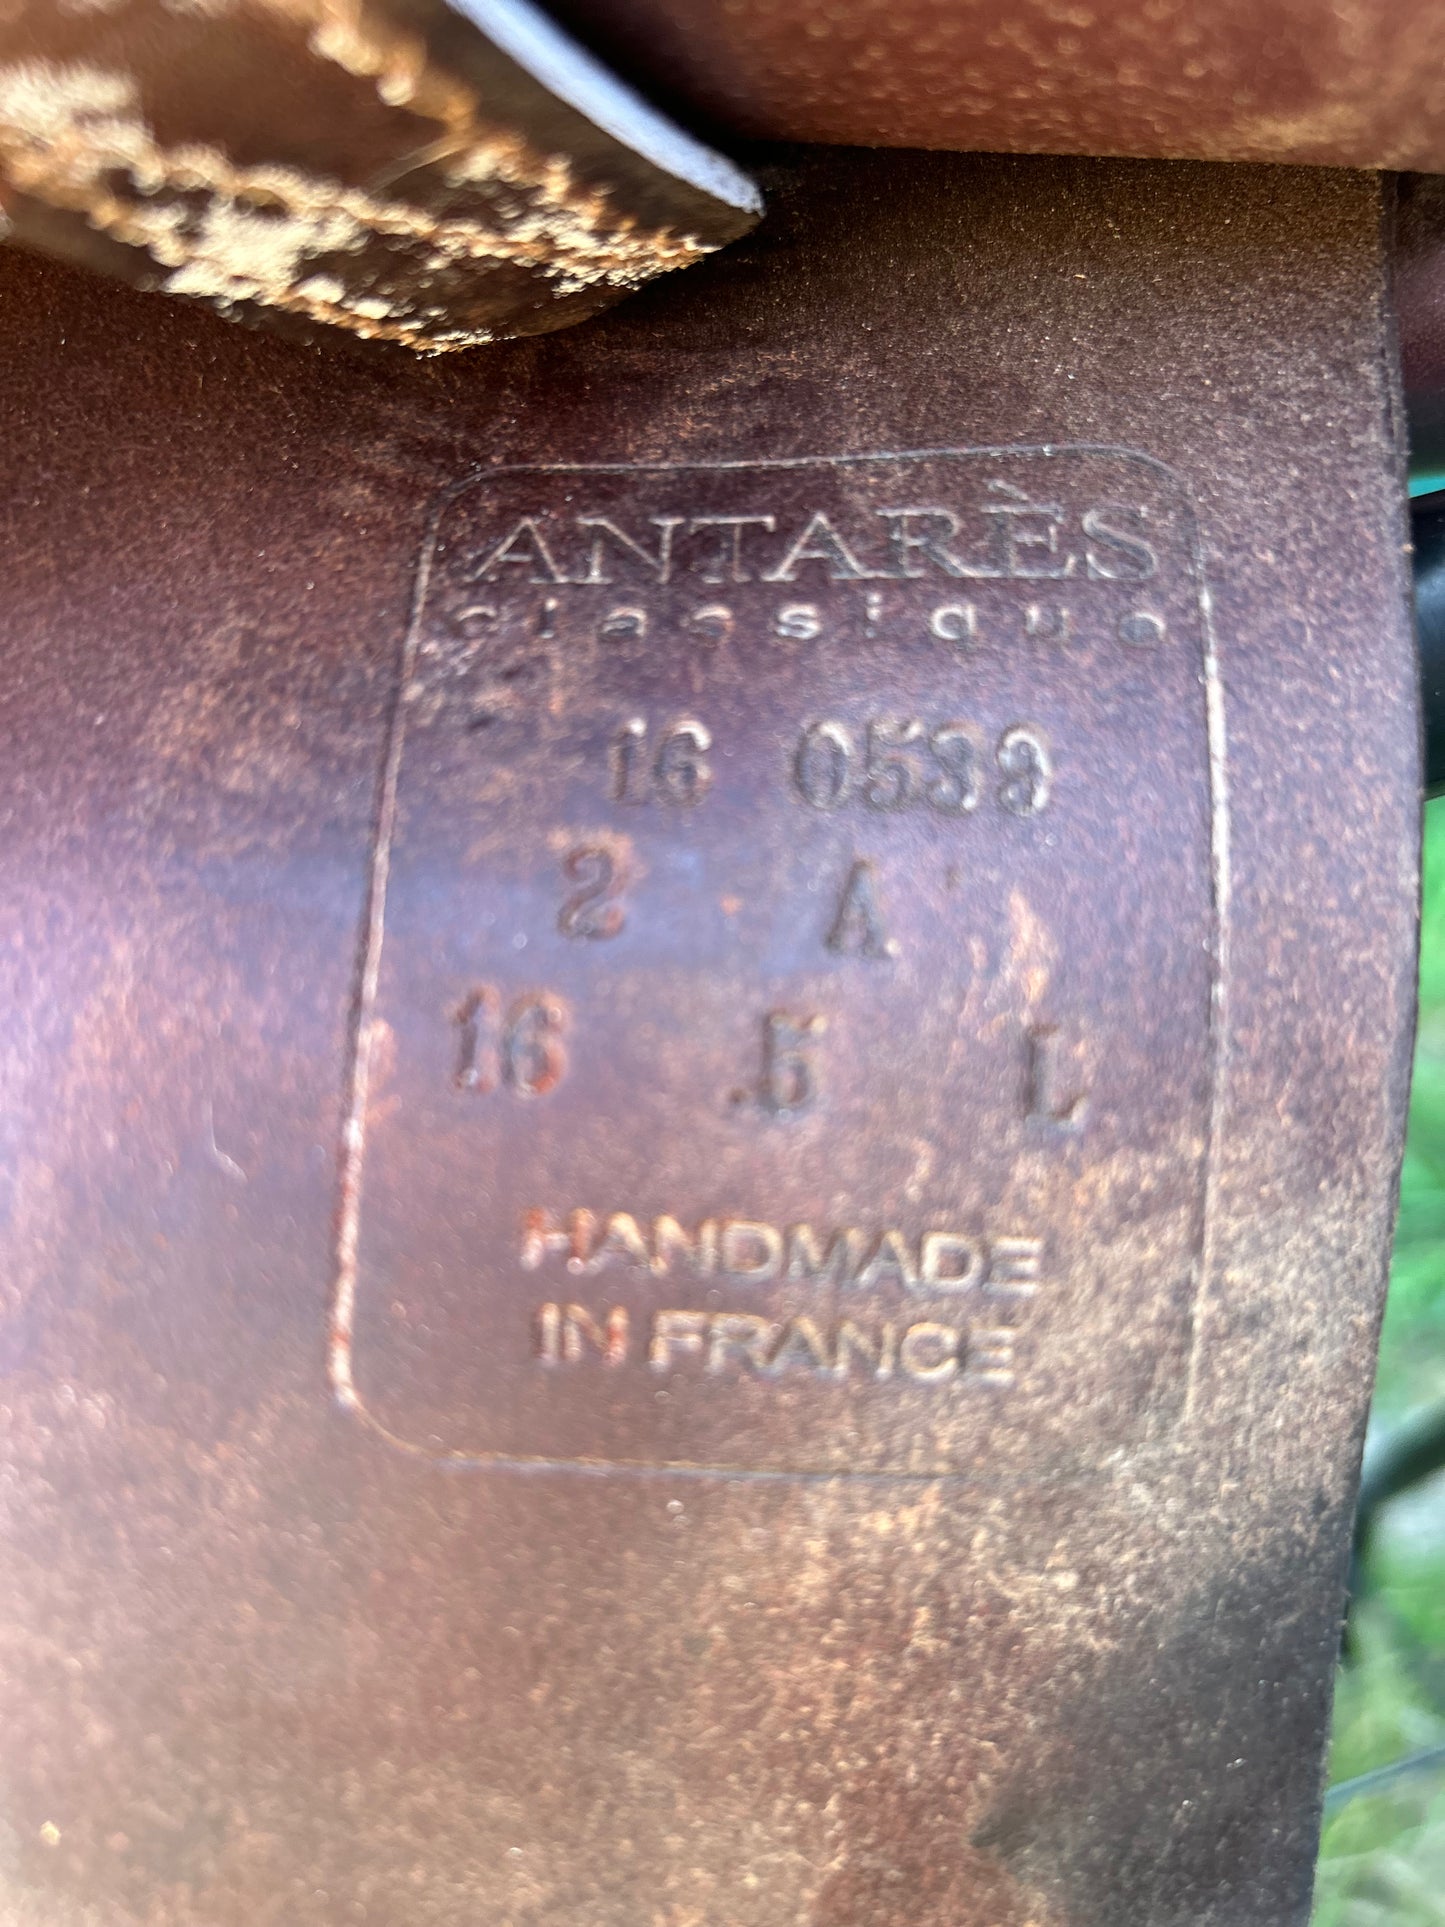 ANTARÈS
classique
16 0539
2 A
16 .5 L
HANDMADE
IN FRANCE